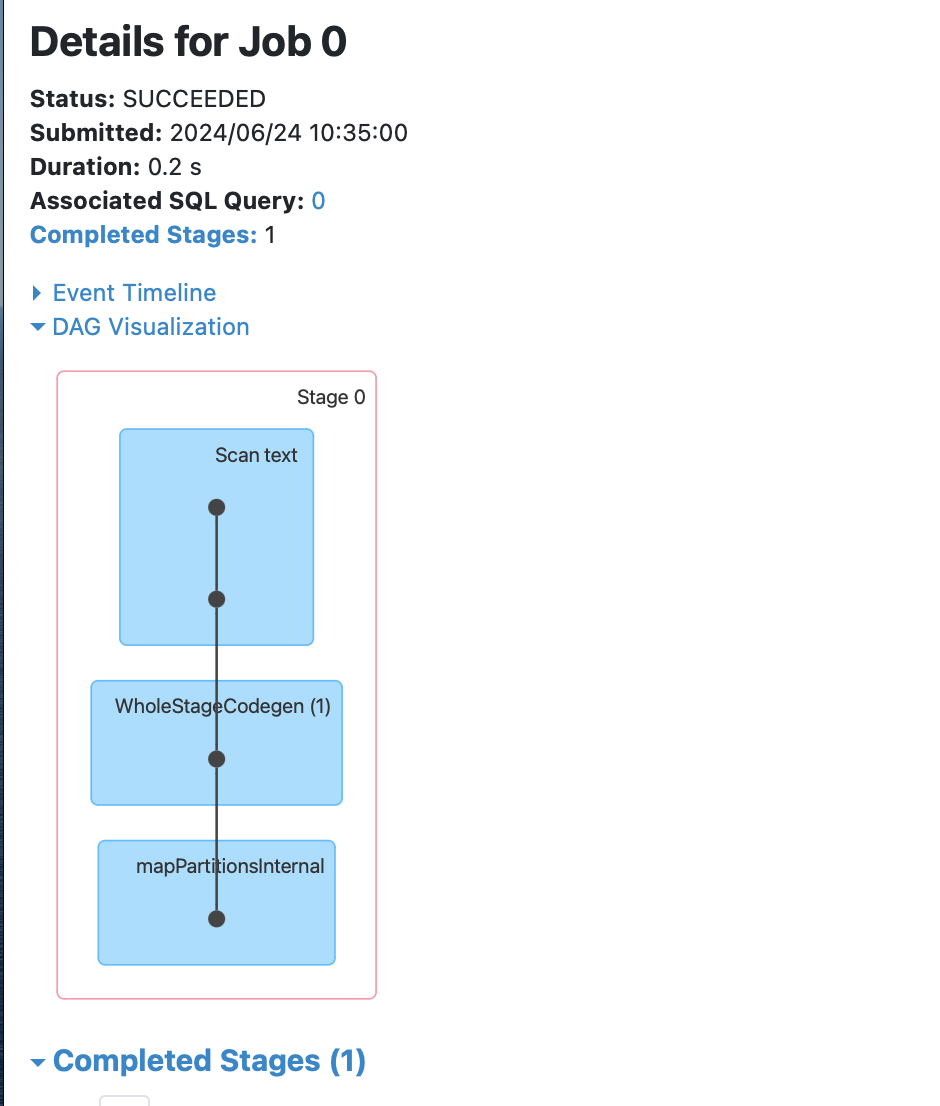 Details for Job 0
Status: SUCCEEDED
Submitted: 2024/06/24 10:35:00
Duration: 0.2 s
Associated SQL Query: 0
Completed Stages: 1
Event Timeline
DAG Visualization
Stage 0
Scan text
WholeStageCodegen (1)
mapPartitionsInternal
Completed Stages (1)